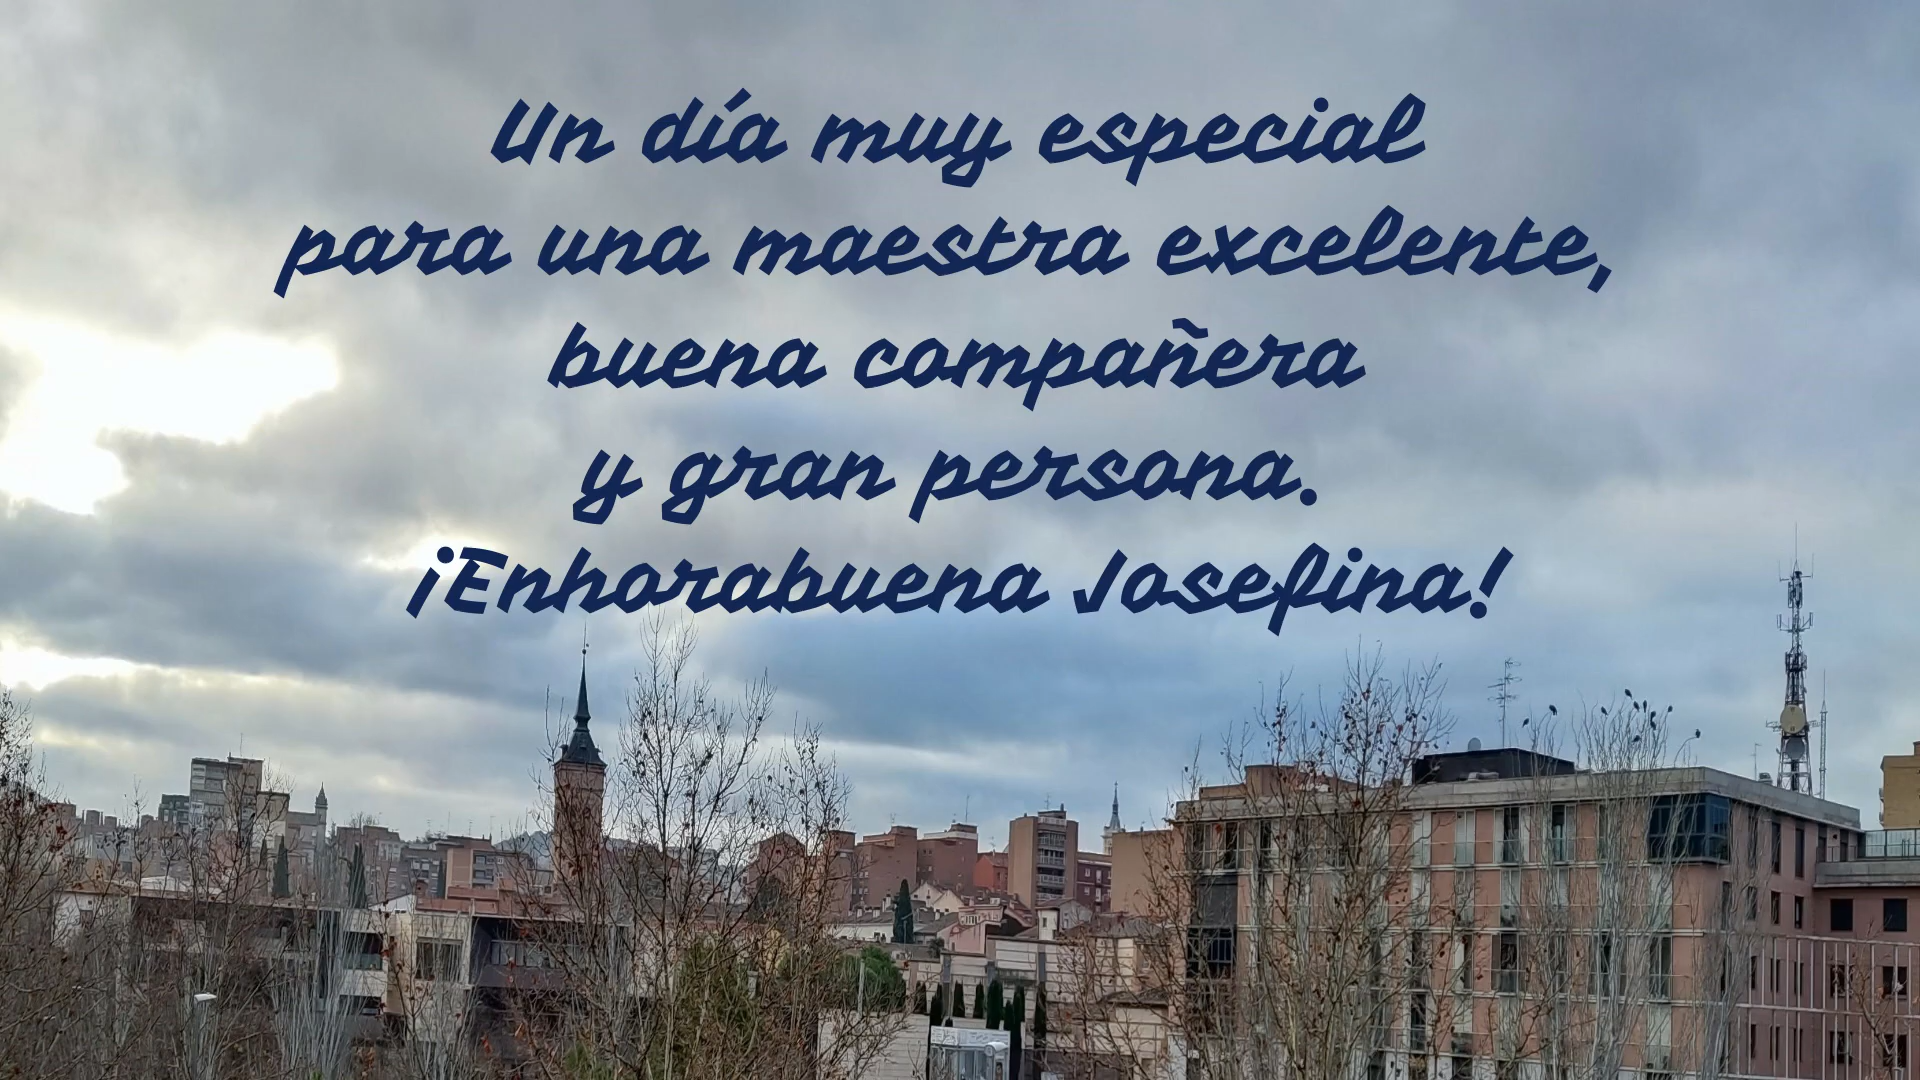 Un día muy especial
para una maestra excelente,
buena compañera
y gran persona.
¡Enhorabuena Josefina!